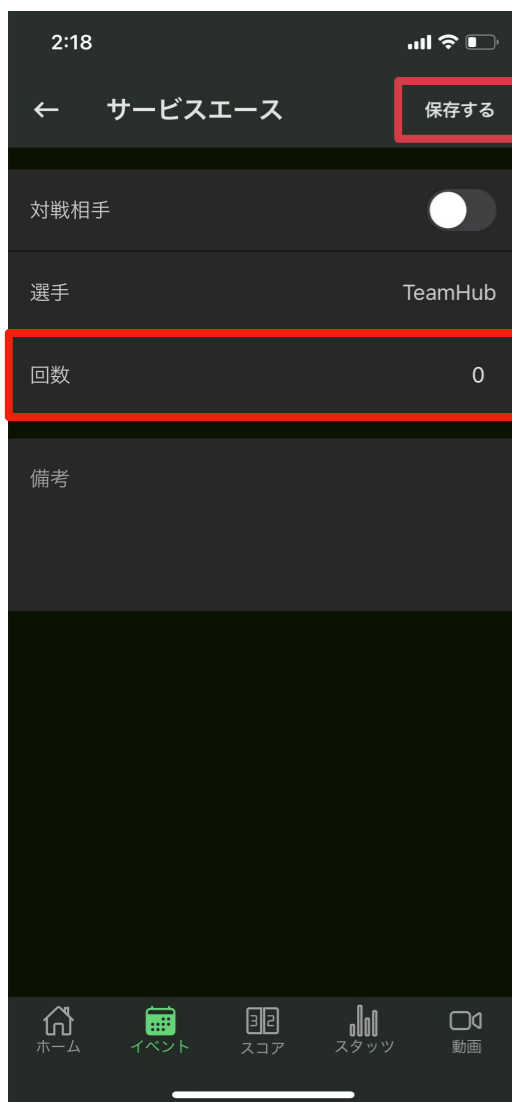 2:18
サービスエース
保存する
対戦相手
選手 TeamHub
回数 0
備考
ホーム イベント スコア スタッツ 動画